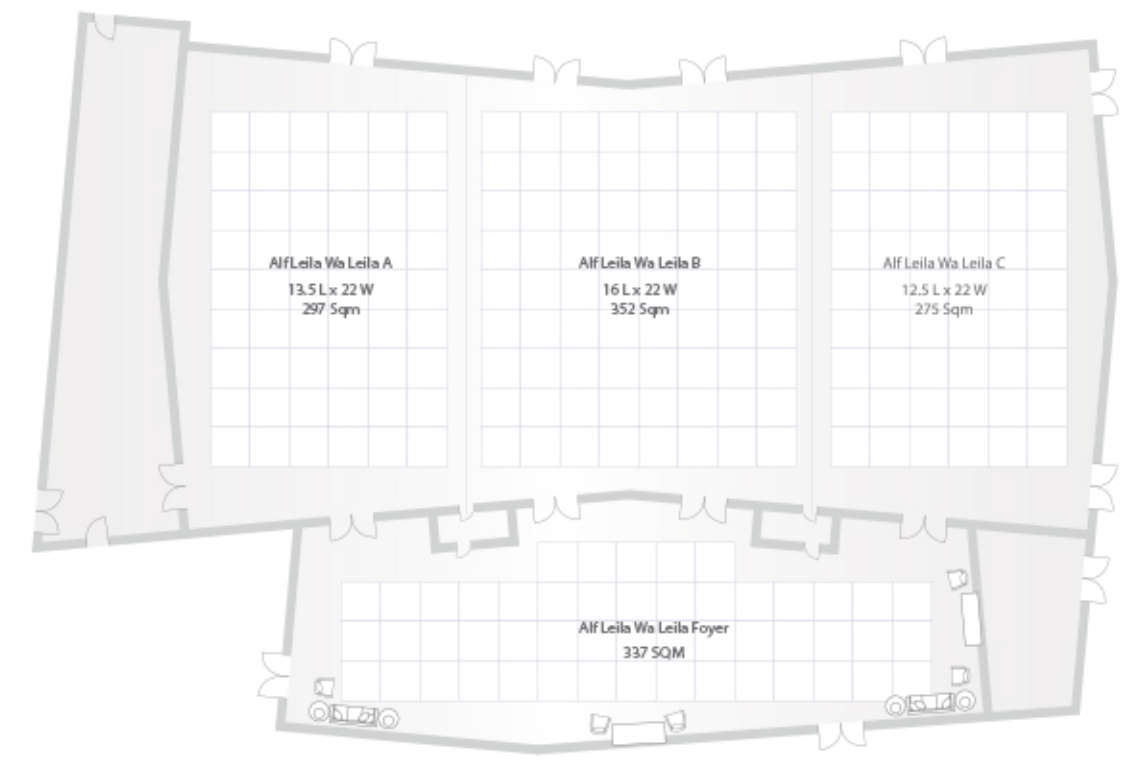 Alf Leila Wa Leila A
13.5 L x 22 W
297 Sqm
Alf Leila Wa Leila B
16 L x 22 W
352 Sqm
Alf Leila Wa Leila C
12.5 L x 22 W
275 Sqm
Alf Leila Wa Leila Foyer
337 SQM